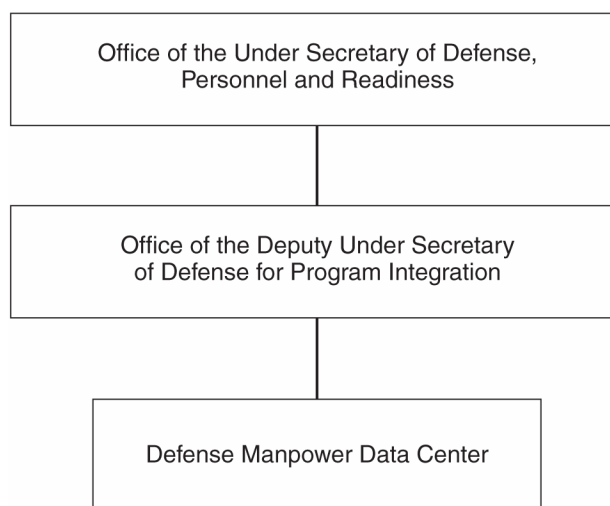 Office of the Under Secretary of Defense,
Personnel and Readiness
Office of the Deputy Under Secretary
of Defense for Program Integration
Defense Manpower Data Center